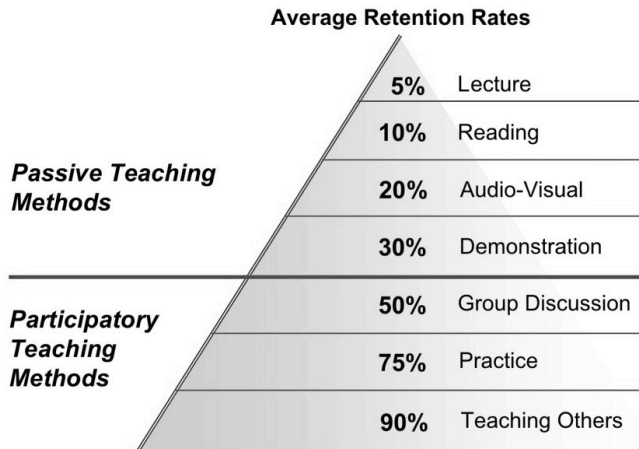 Average Retention Rates
5% Lecture
10% Reading
Passive Teaching
Methods
20% Audio-Visual
30% Demonstration
50% Group Discussion
Participatory
Teaching
Methods
75% Practice
90% Teaching Others